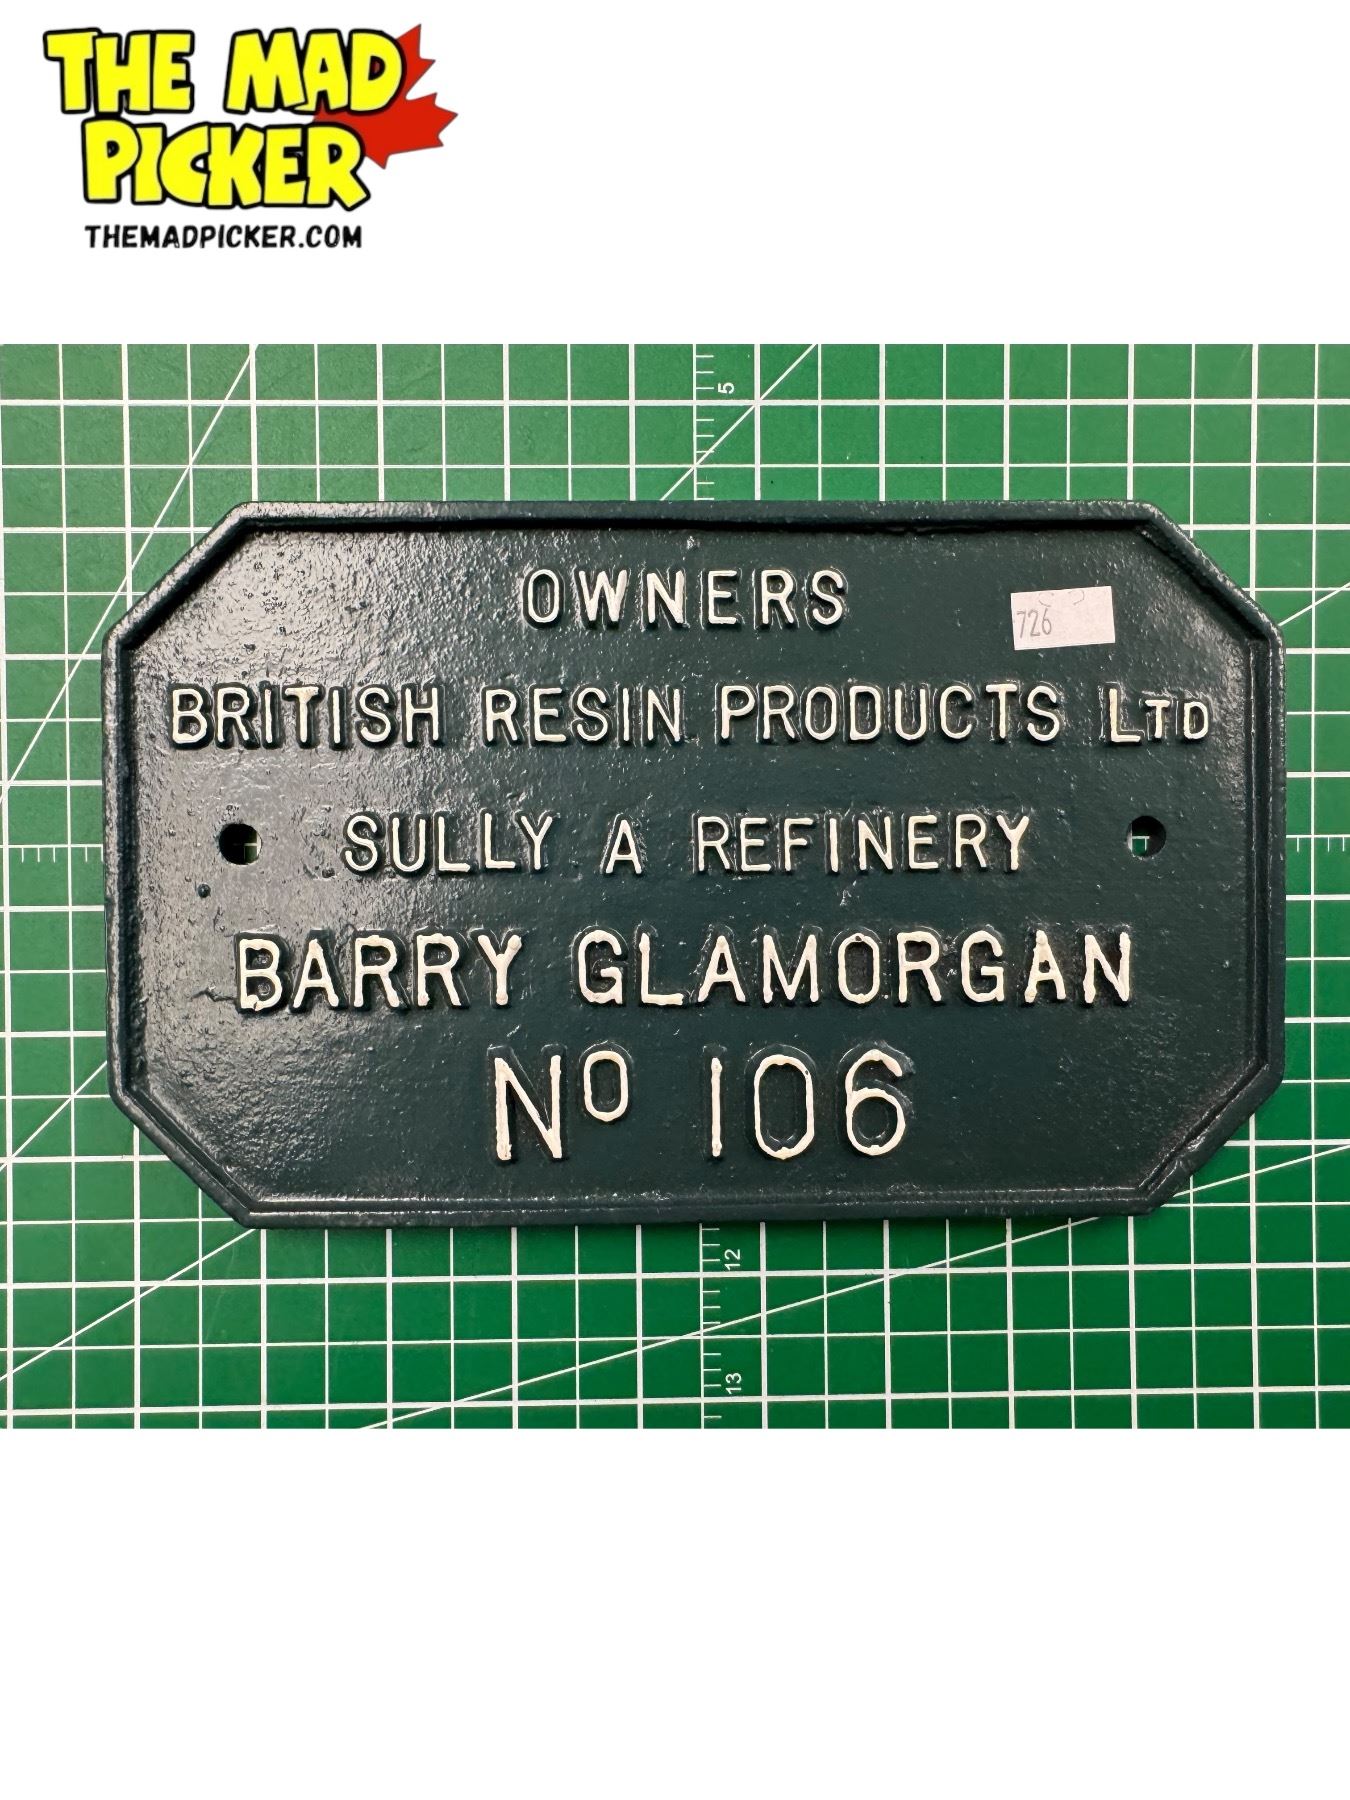 THE MAD
PICKER
THEMADPICKER.COM
5
OWNERS
726
BRITISH RESIN PRODUCTS LTD
SULLY A REFINERY
BARRY GLAMORGAN
Nº 106
12
13